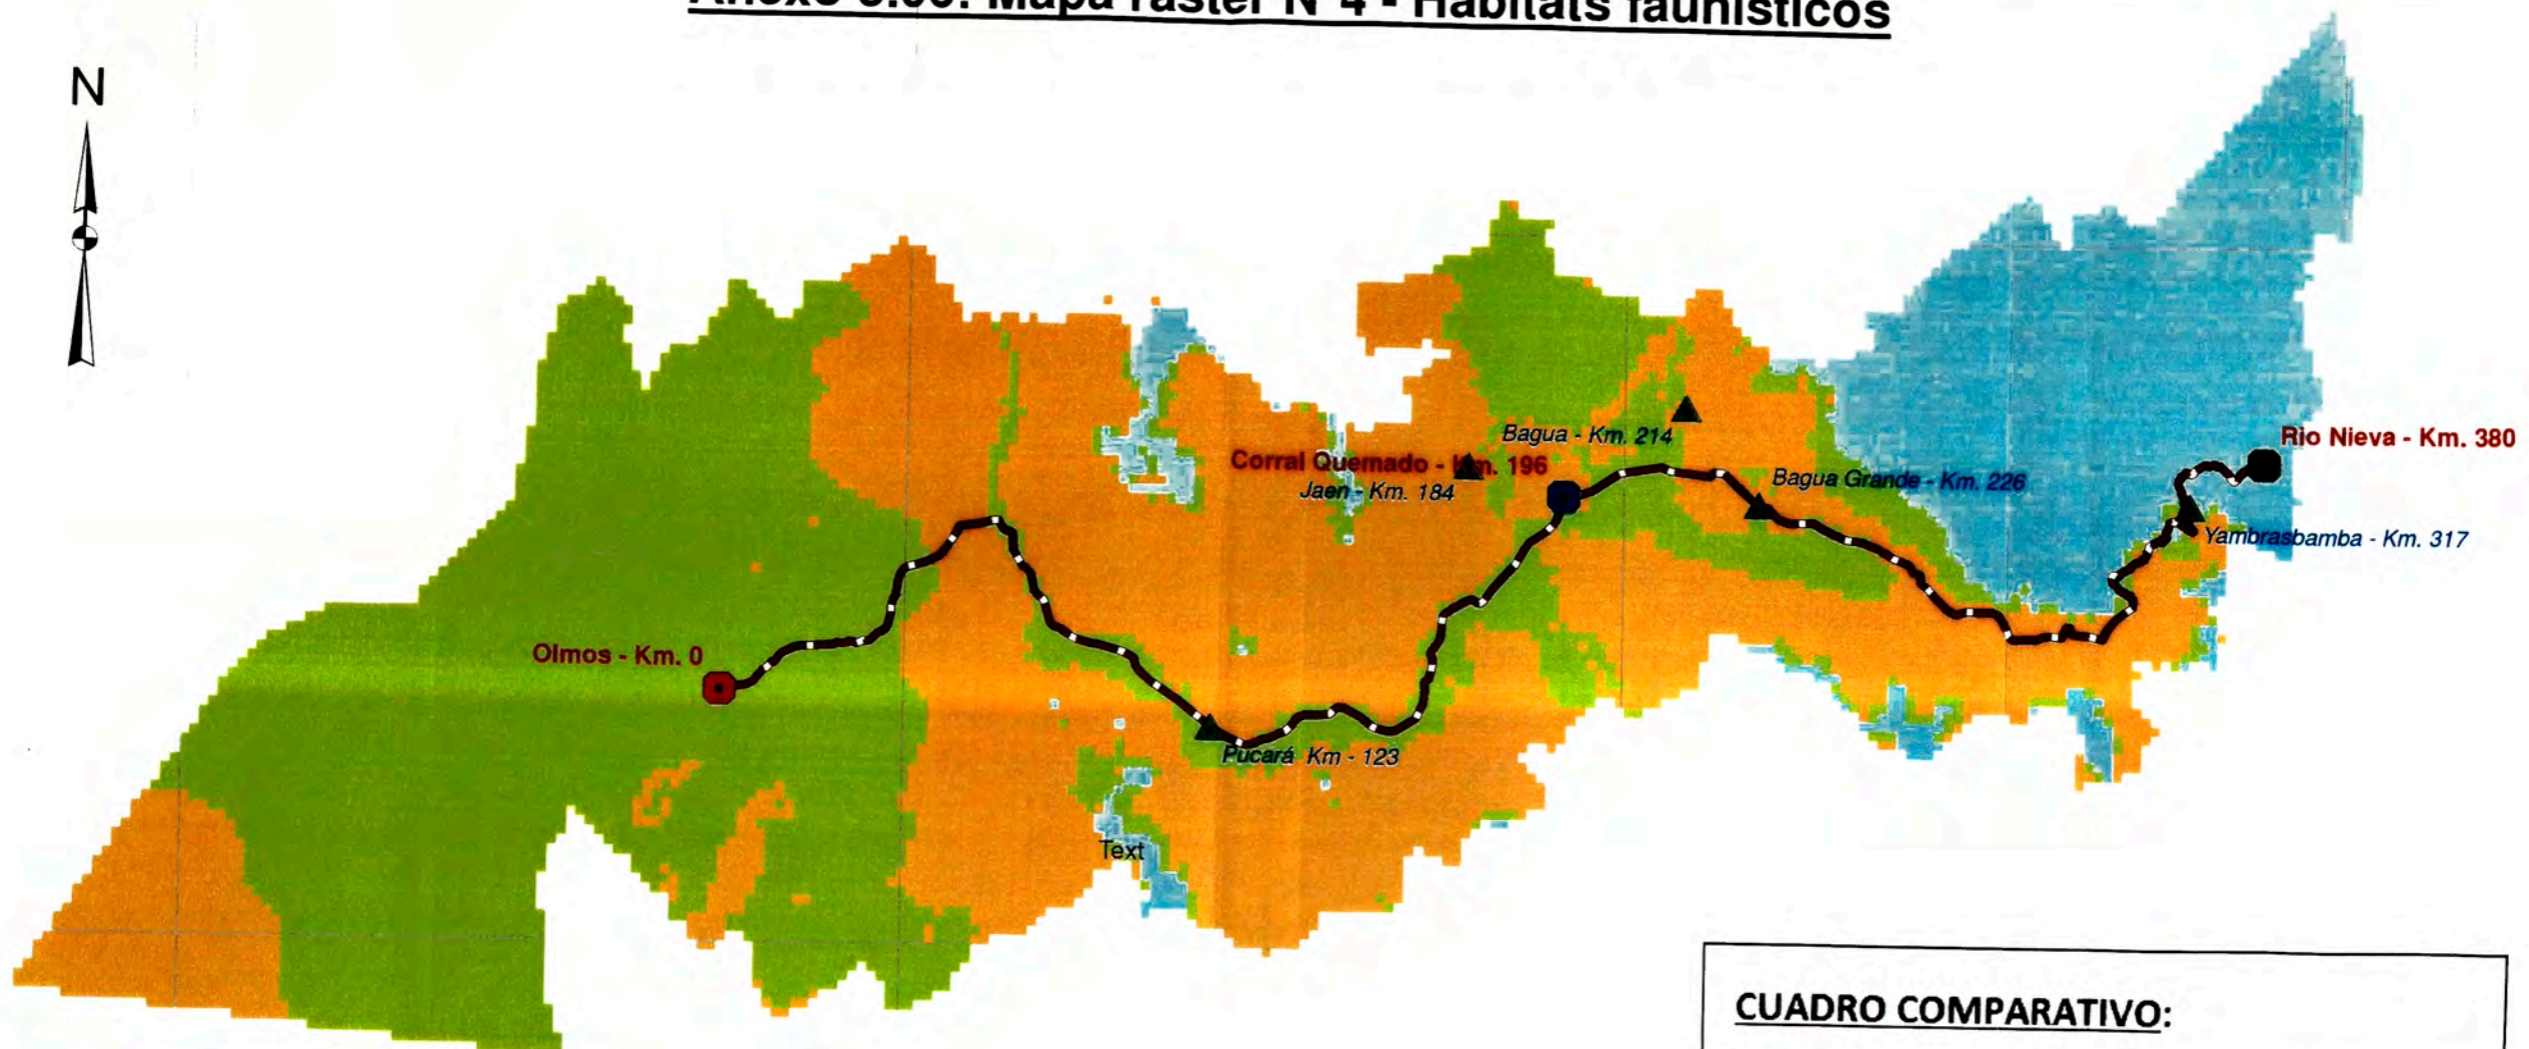 Mapa raster N°4 - Hábitats faunísticos
N
Rio Nieva - Km. 380
Bagua - Km. 214
Corral Quemado - Km. 196
Jaen - Km. 184
Bagua Grande - Km. 226
Yambrasbamba - Km. 317
Olmos - Km. 0
Pucará Km - 123
Text
CUADRO COMPARATIVO: